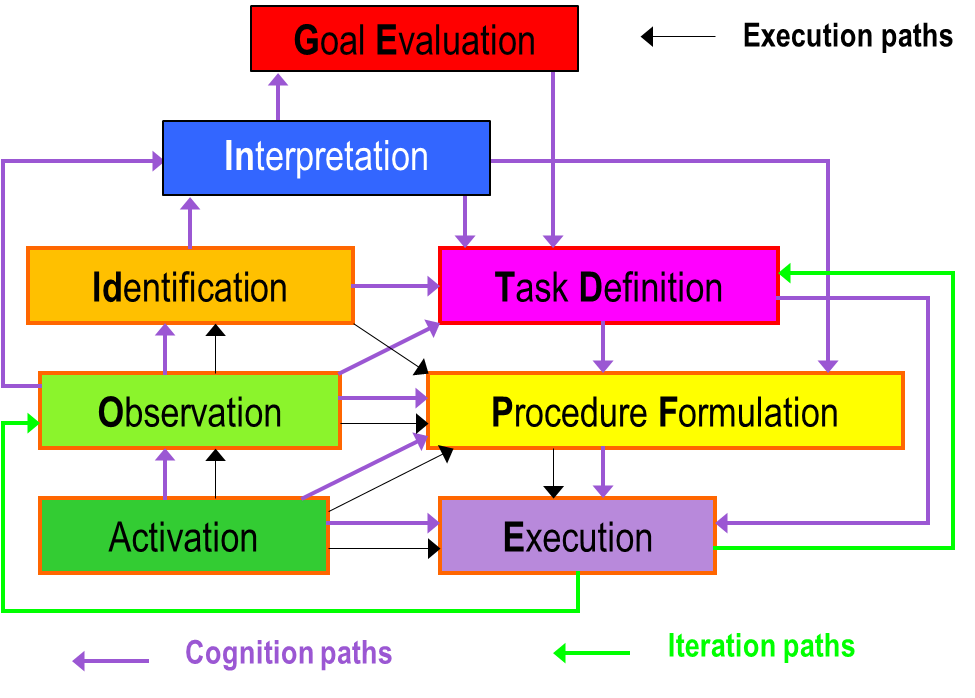 Goal Evaluation
Execution paths
Interpretation
Identification
Task Definition
Observation
Procedure Formulation
Activation
Execution
Cognition paths
Iteration paths